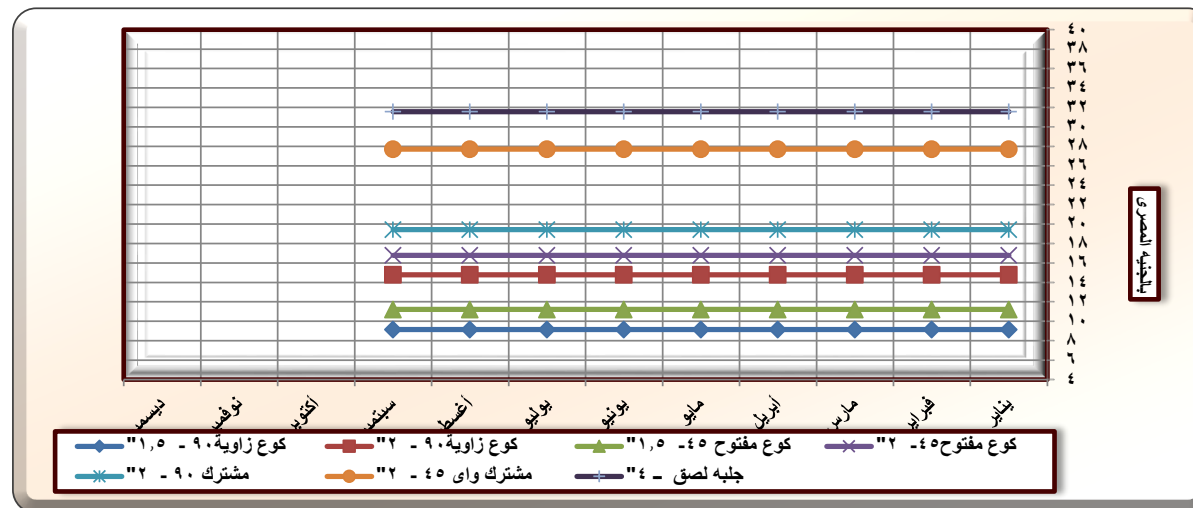 ٤٠
٣٨
٣٦
٣٤
٣٢
٣٠
٢٨
٢٦
٢٤
٢٢
٢٠
١٨
١٦
١٤
١٢
١٠
٨
٦
٤
بالجنيه المصرى
يناير
فبراير
مارس
أبريل
مايو
يونيو
يوليو
أغسط
سبتمبر
أكتوبر
نوفمبر
ديسمبر
كوع زاوية٩٠ - ١,٥"
كوع زاوية٩٠ - ٢"
كوع مفتوح ٤٥- ١,٥"
كوع مفتوح٤٥- ٢"
مشترك ٩٠ - ٢"
مشترك واى ٤٥ - ٢"
جلبه لصق - ٤"